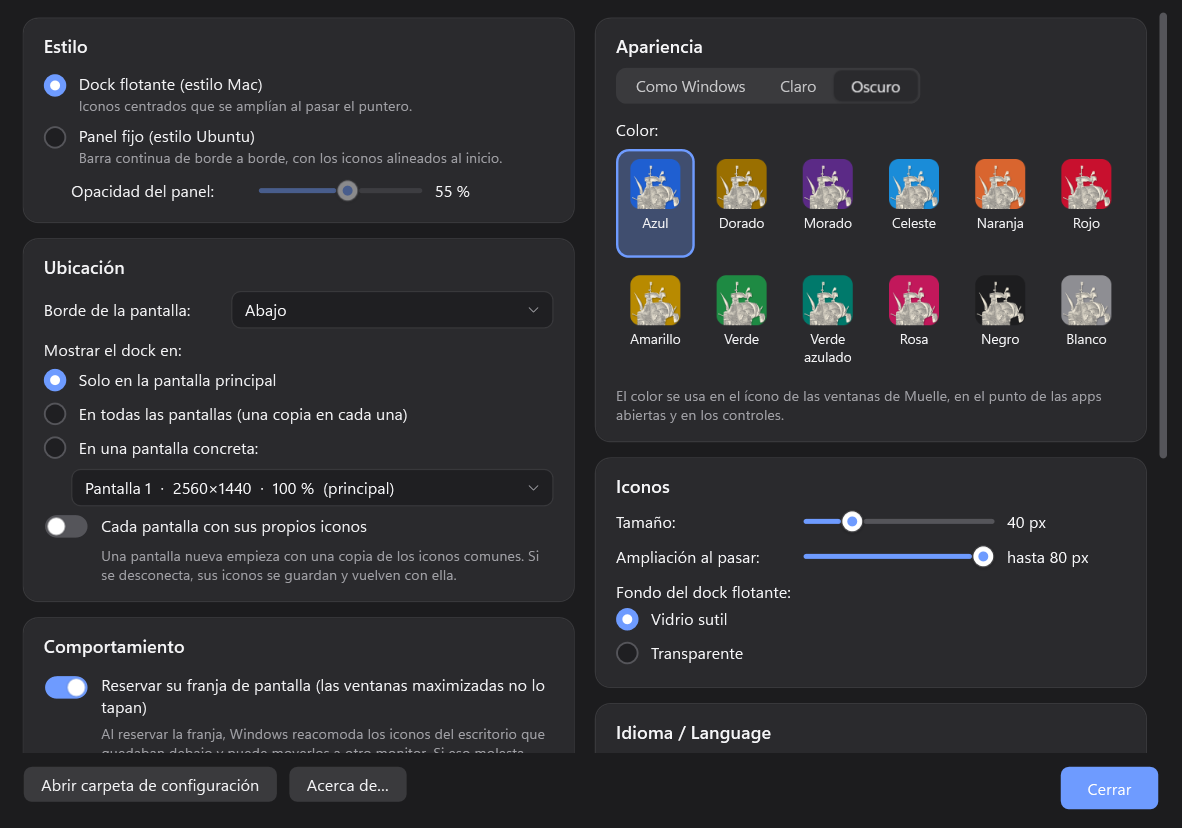 Estilo
Dock flotante (estilo Mac)
Iconos centrados que se amplían al pasar el puntero.
Panel fijo (estilo Ubuntu)
Barra continua de borde a borde, con los iconos alineados al inicio.
Opacidad del panel: 55 %
Ubicación
Borde de la pantalla: Abajo
Mostrar el dock en:
Solo en la pantalla principal
En todas las pantallas (una copia en cada una)
En una pantalla concreta:
Pantalla 1 · 2560×1440 · 100 % (principal)
Cada pantalla con sus propios iconos
Una pantalla nueva empieza con una copia de los iconos comunes. Si
se desconecta, sus iconos se guardan y vuelven con ella.
Comportamiento
Reservar su franja de pantalla (las ventanas maximizadas no lo
tapan)
Al reservar la franja, Windows reacomoda los iconos del escritorio que
quedaban debajo y puede moverlos a otro monitor. Si eso molesta,
Apariencia
Como Windows Claro Oscuro
Color:
Azul Dorado Morado Celeste Naranja Rojo
Amarillo Verde Verde Rosa Negro Blanco
azulado
El color se usa en el ícono de las ventanas de Muelle, en el punto de las apps
abiertas y en los controles.
Iconos
Tamaño: 40 px
Ampliación al pasar: hasta 80 px
Fondo del dock flotante:
Vidrio sutil
Transparente
Idioma / Language
Abrir carpeta de configuración Acerca de... Cerrar